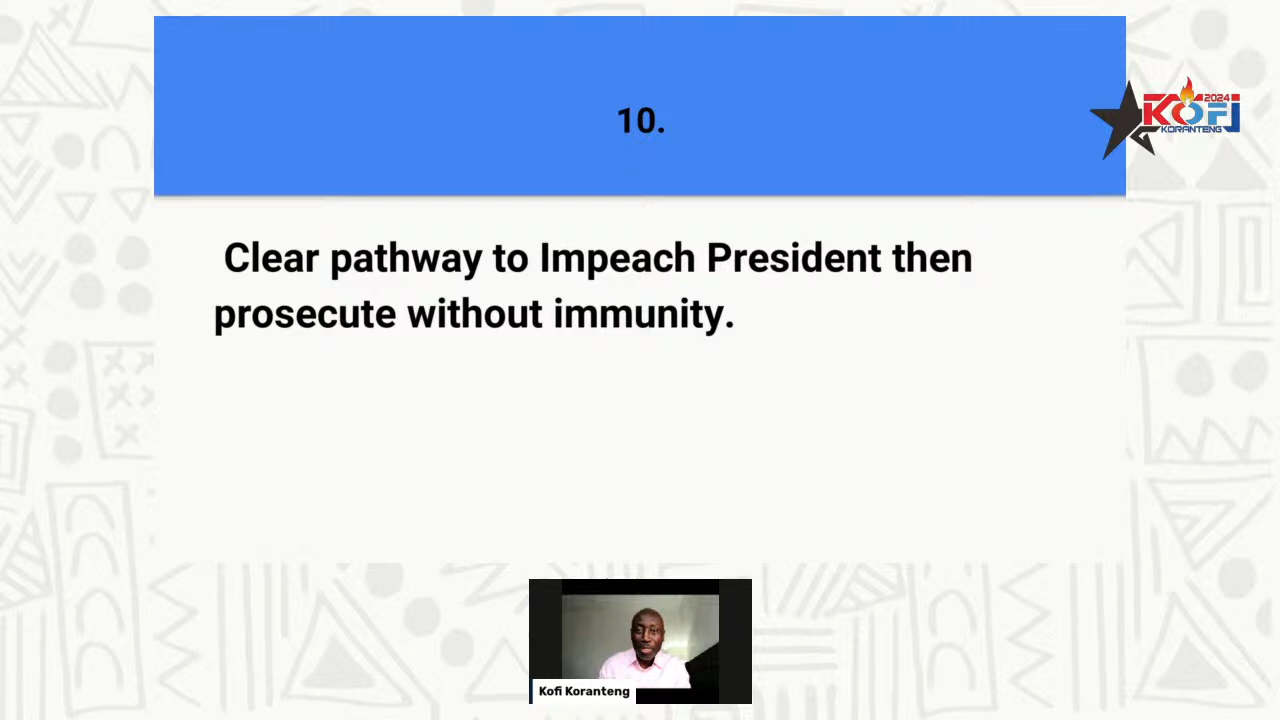 10.
2024
KOFI
KORANTENG
Clear pathway to Impeach President then
prosecute without immunity.
Kofi Koranteng